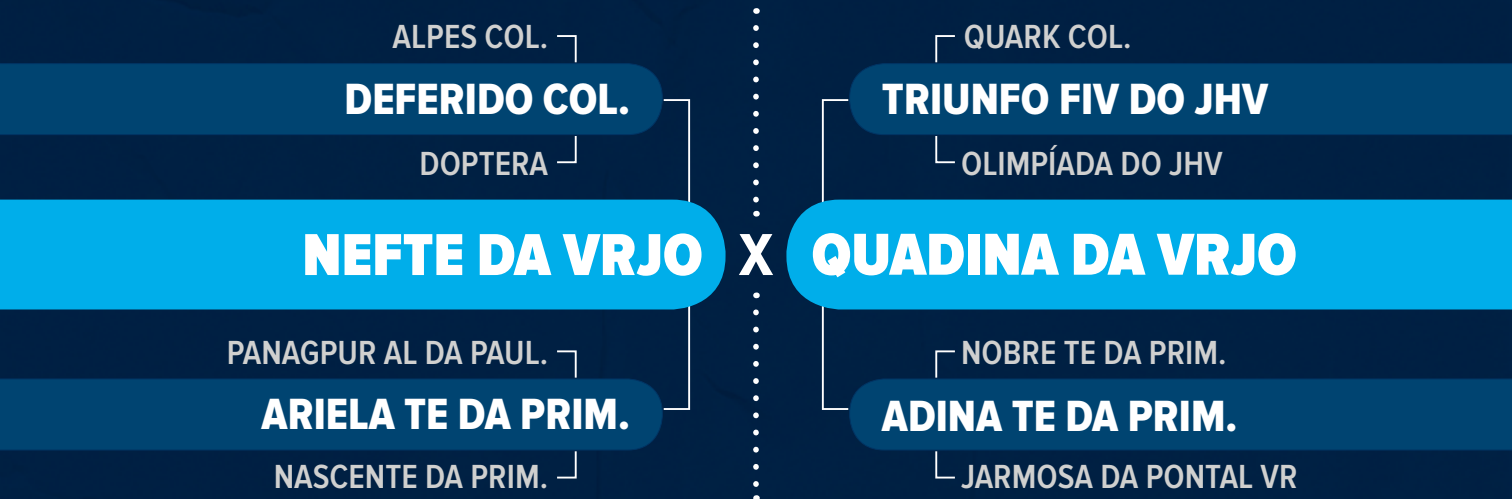 ALPES COL.
DEFERIDO COL.
DOPTERA
NEFTE DA VRJO
PANAGPUR AL DA PAUL.
ARIELA TE DA PRIM.
NASCENTE DA PRIM.
X
QUARK COL.
TRIUNFO FIV DO JHV
OLIMPÍADA DO JHV
QUADINA DA VRJO
NOBRE TE DA PRIM.
ADINA TE DA PRIM.
JARMOSA DA PONTAL VR